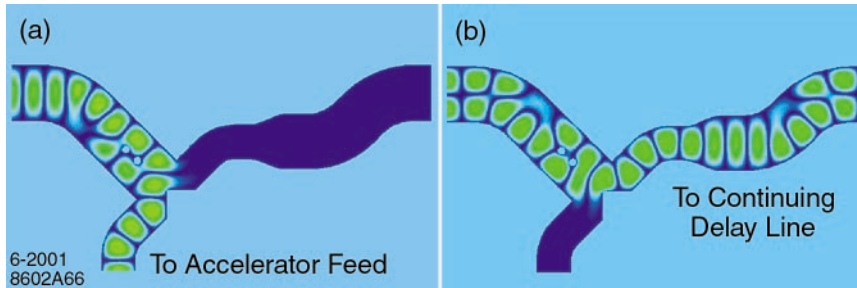 (a)
(b)
To Continuing
Delay Line
6-2001
8602A66
To Accelerator Feed